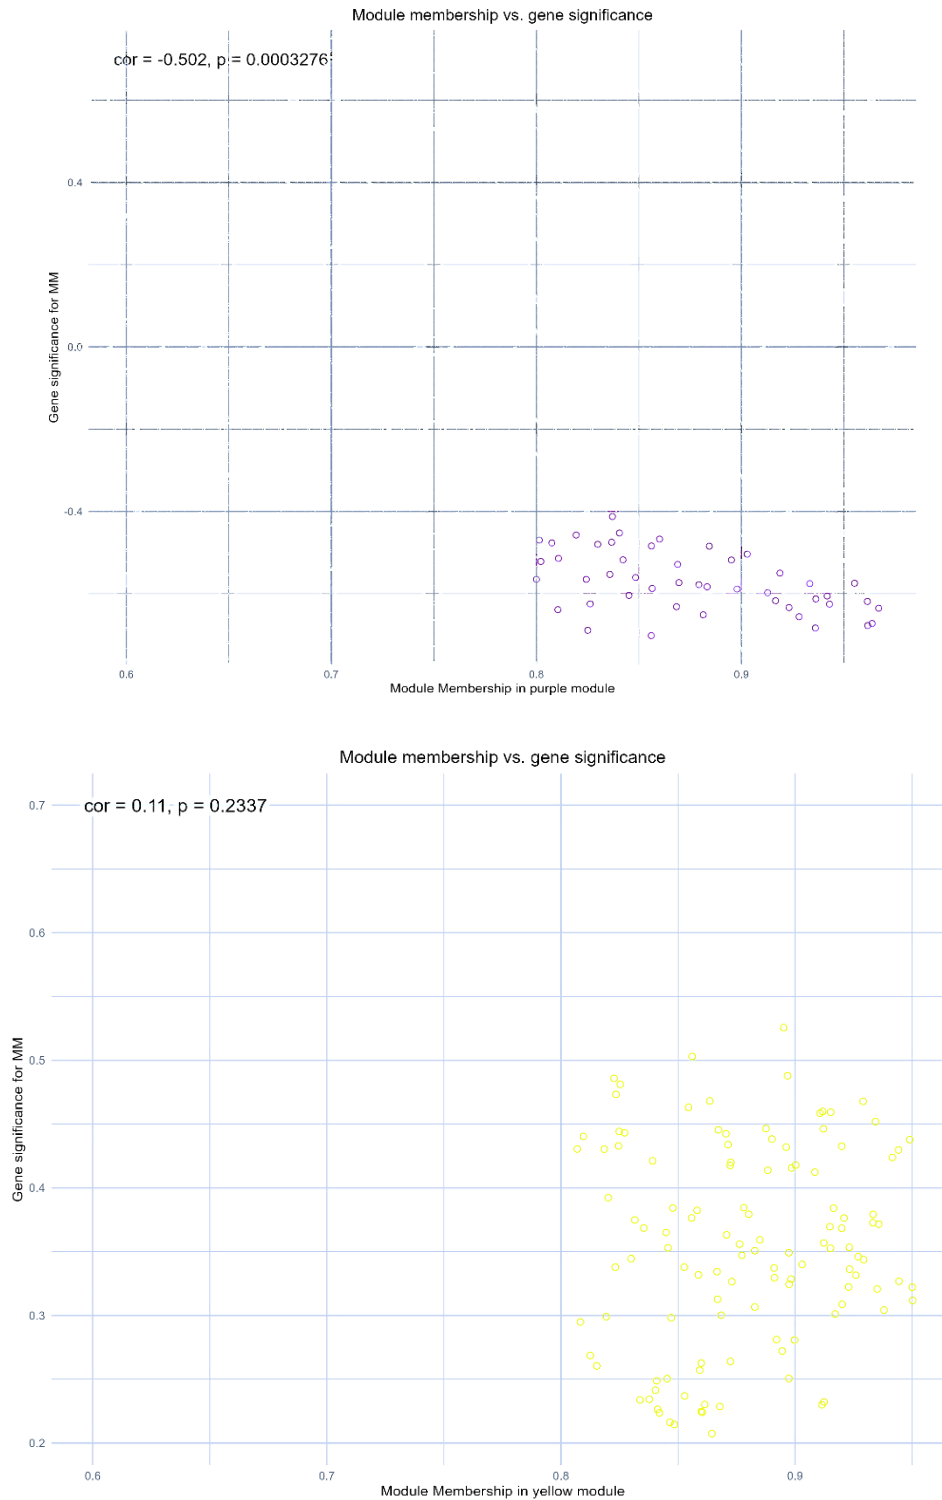 Module membership vs. gene significance
cor = -0.502, p = 0.0003276
0.4
0.0
-0.4
Gene significance for MM
0.6
0.7
0.8
0.9
Module Membership in purple module
Module membership vs. gene significance
cor = 0.11, p = 0.2337
0.7
0.6
0.5
0.4
0.3
0.2
Gene significance for MM
0.6
0.7
0.8
0.9
Module Membership in yellow module